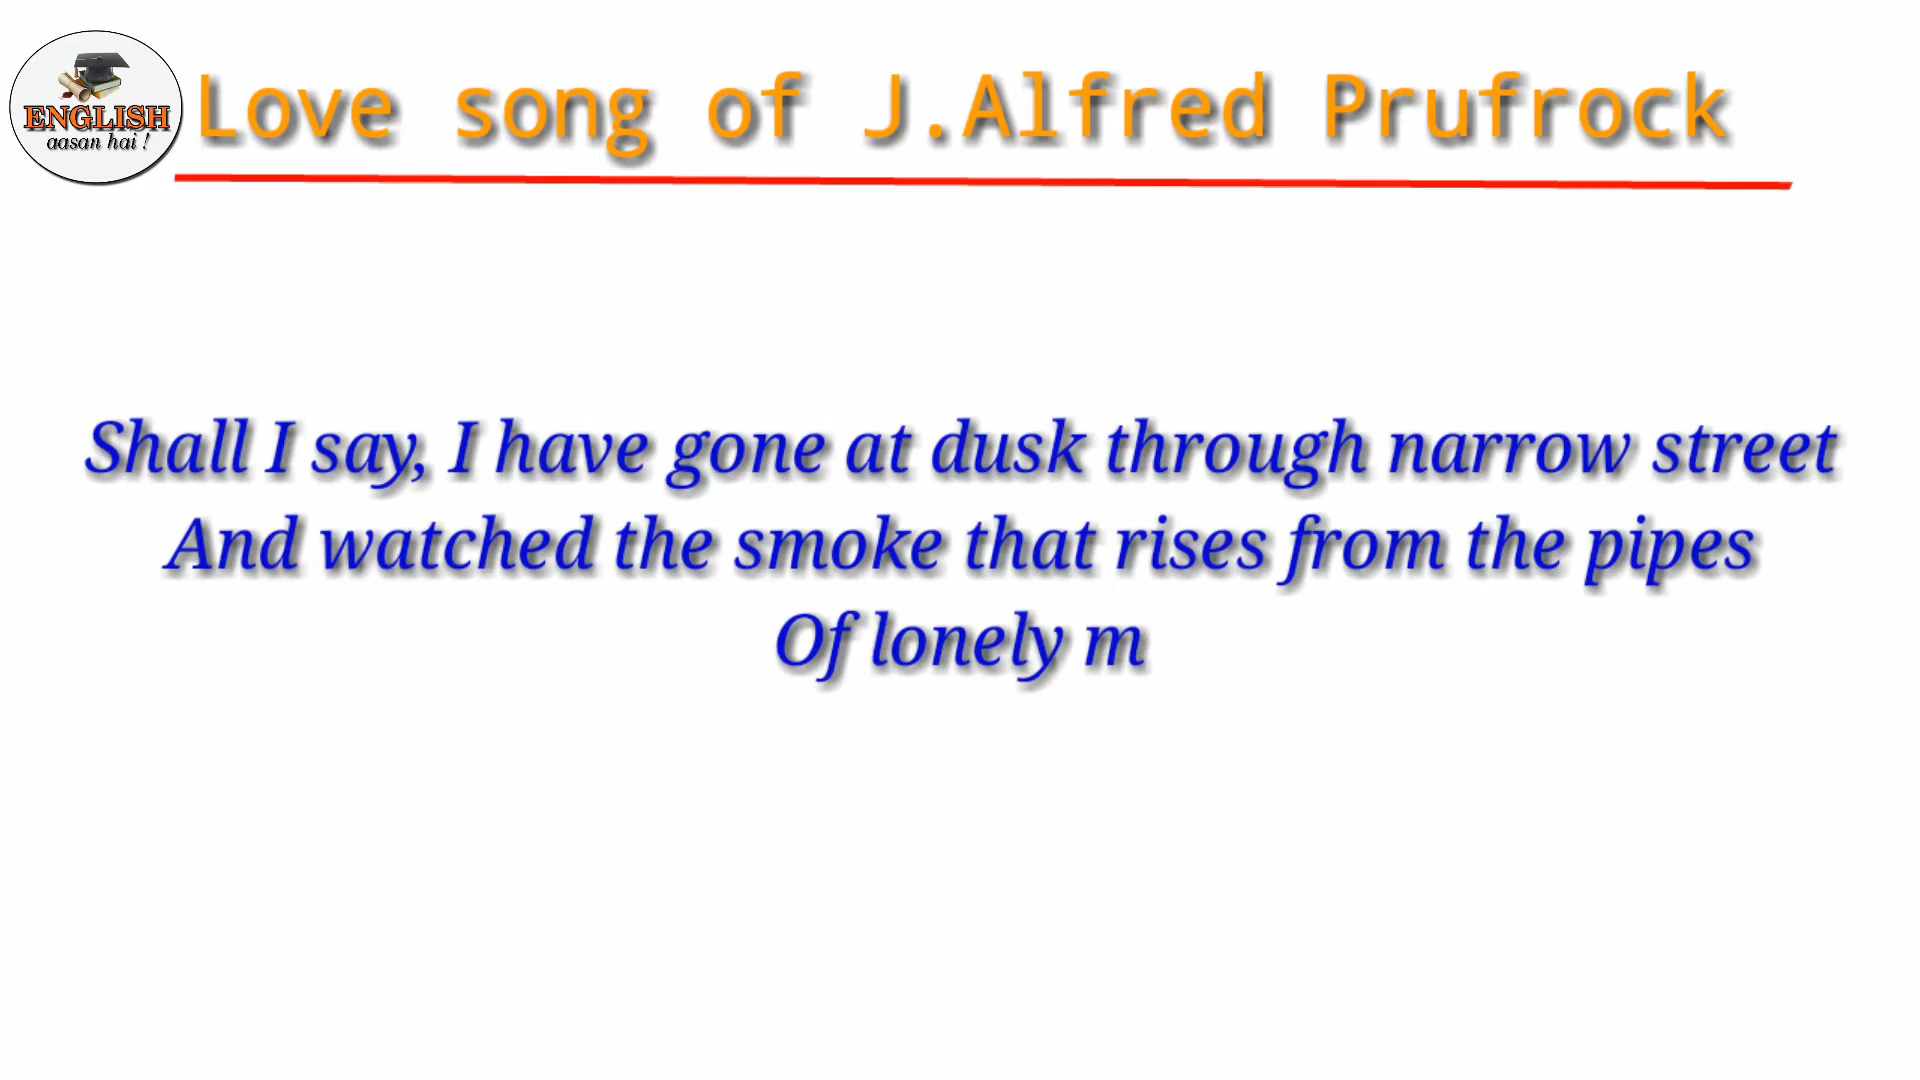 ENGLISH
aasan hai !
Love song of J.Alfred Prufrock
Shall I say, I have gone at dusk through narrow street
And watched the smoke that rises from the pipes
Of lonely m